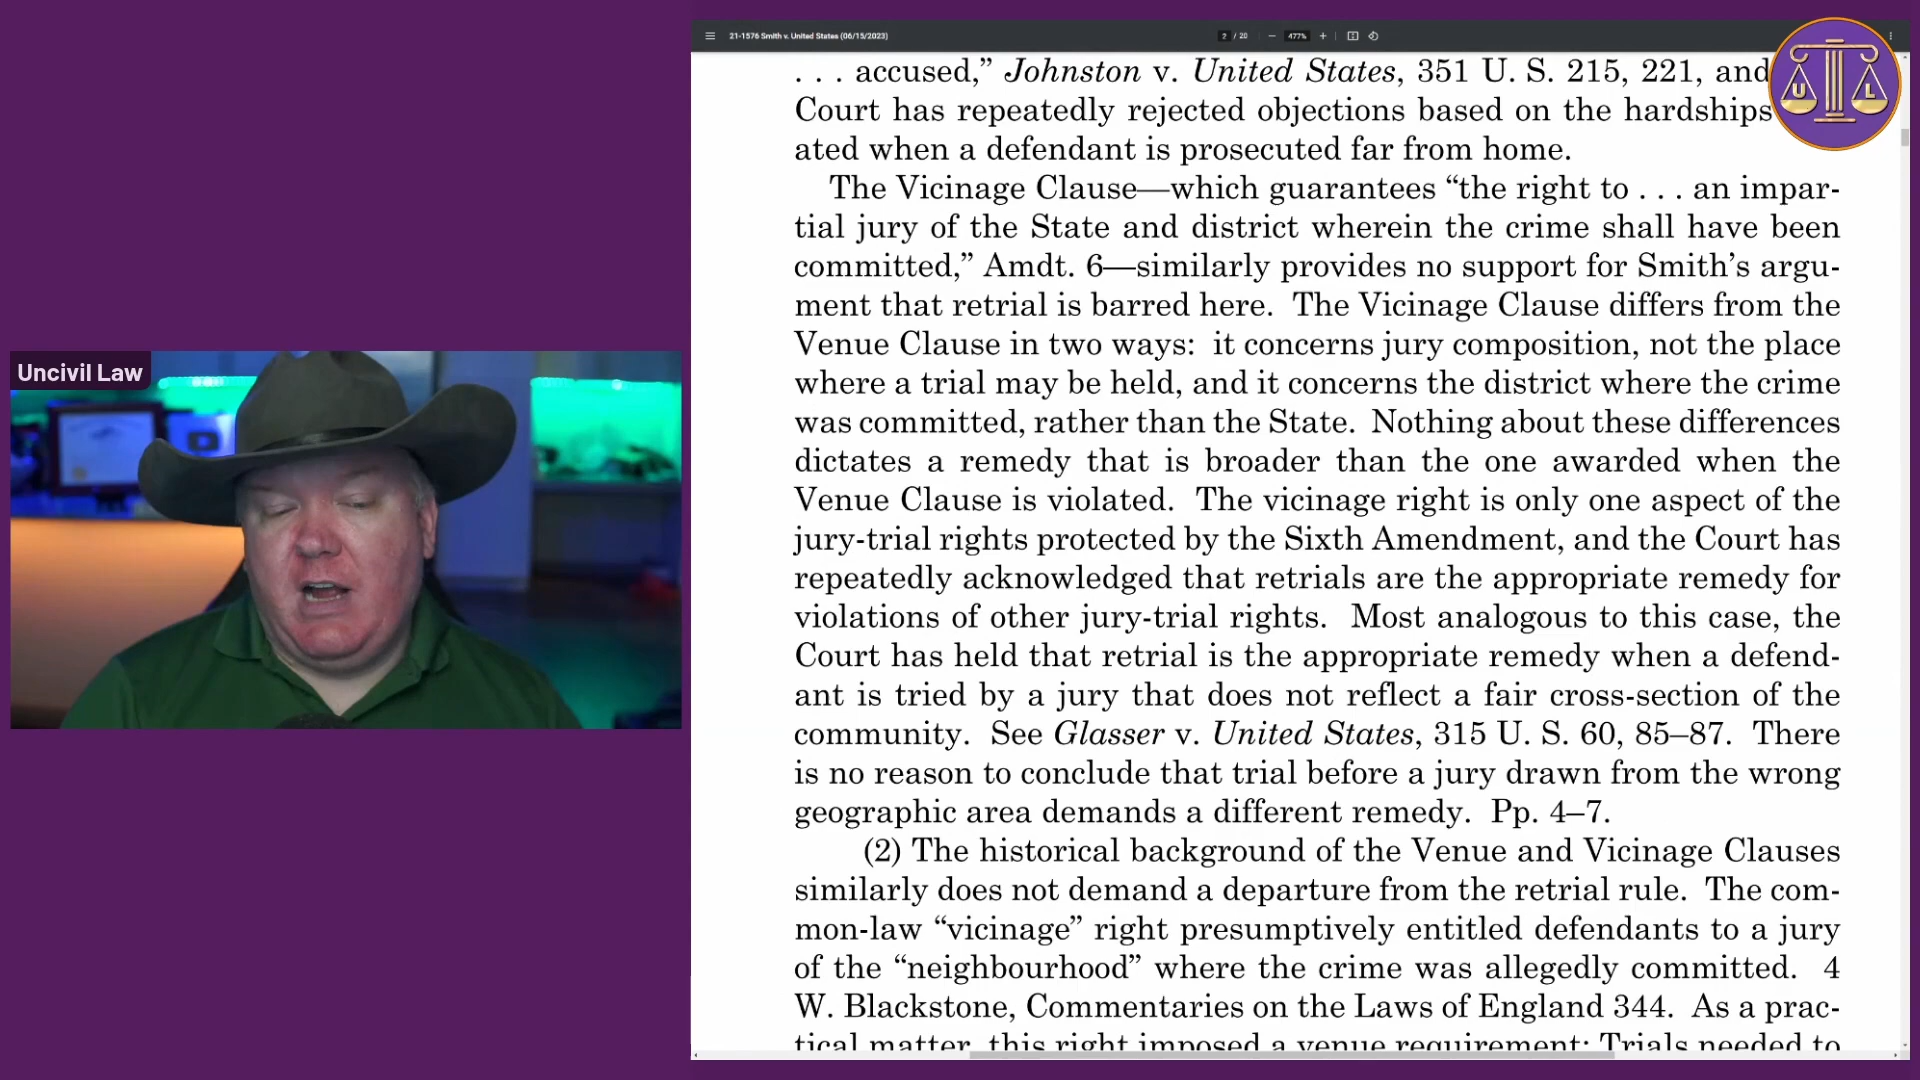 21-1576 Smith v. United States (06/15/2023)
2 / 20
477%
Uncivil Law
U L
. . . accused,” Johnston v. United States, 351 U. S. 215, 221, and
Court has repeatedly rejected objections based on the hardships
ated when a defendant is prosecuted far from home.
The Vicinage Clause—which guarantees “the right to . . . an impar-
tial jury of the State and district wherein the crime shall have been
committed,” Amdt. 6—similarly provides no support for Smith’s argu-
ment that retrial is barred here. The Vicinage Clause differs from the
Venue Clause in two ways: it concerns jury composition, not the place
where a trial may be held, and it concerns the district where the crime
was committed, rather than the State. Nothing about these differences
dictates a remedy that is broader than the one awarded when the
Venue Clause is violated. The vicinage right is only one aspect of the
jury-trial rights protected by the Sixth Amendment, and the Court has
repeatedly acknowledged that retrials are the appropriate remedy for
violations of other jury-trial rights. Most analogous to this case, the
Court has held that retrial is the appropriate remedy when a defend-
ant is tried by a jury that does not reflect a fair cross-section of the
community. See Glasser v. United States, 315 U. S. 60, 85–87. There
is no reason to conclude that trial before a jury drawn from the wrong
geographic area demands a different remedy. Pp. 4–7.
(2) The historical background of the Venue and Vicinage Clauses
similarly does not demand a departure from the retrial rule. The com-
mon-law “vicinage” right presumptively entitled defendants to a jury
of the “neighbourhood” where the crime was allegedly committed. 4
W. Blackstone, Commentaries on the Laws of England 344. As a prac-
tical matter, this right imposed a venue requirement: Trials needed to